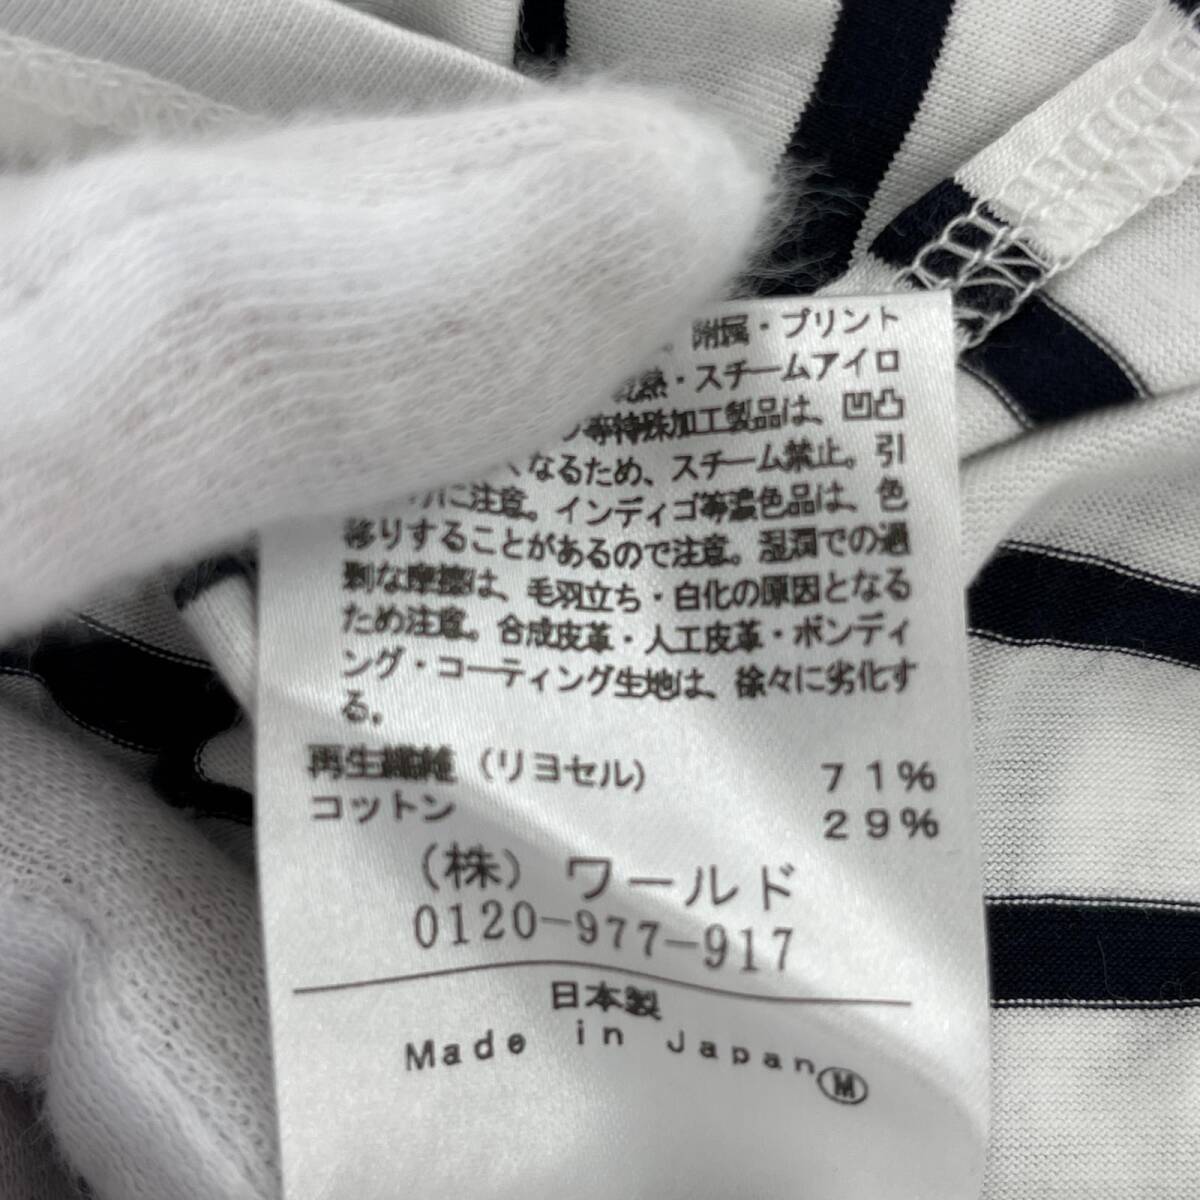 附属・プリント
熱・スチームアイロ
等特殊加工製品は、凹凸
なるため、スチーム禁止。引
に注意。インディゴ等濃色品は、色
移りすることがあるので注意。湿潤での過
剰な摩擦は、毛羽立ち・白化の原因となる
ため注意。合成皮革・人工皮革・ボンディ
ング・コーティング生地は、徐々に劣化す
る。
再生繊維（リヨセル） 71%
コットン 29%
（株）ワールド
0120-977-917
日本製
Made in Japan Ⓜ